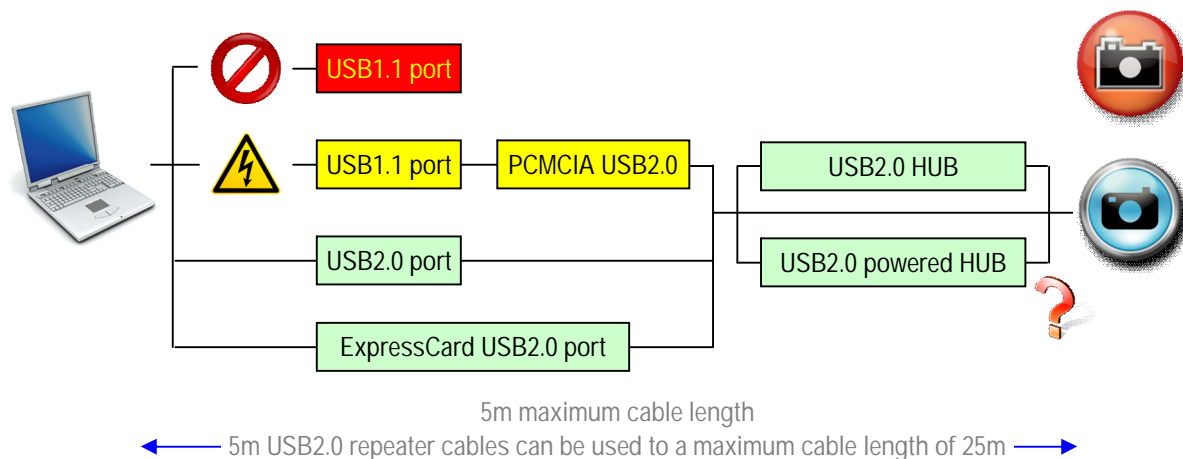 USB1.1 port
USB1.1 port
PCMCIA USB2.0
USB2.0 HUB
USB2.0 port
USB2.0 powered HUB
ExpressCard USB2.0 port
5m maximum cable length
5m USB2.0 repeater cables can be used to a maximum cable length of 25m